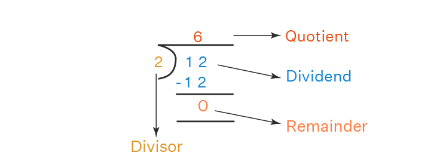 6 Quotient
2 12 Dividend
-12
0 Remainder
Divisor